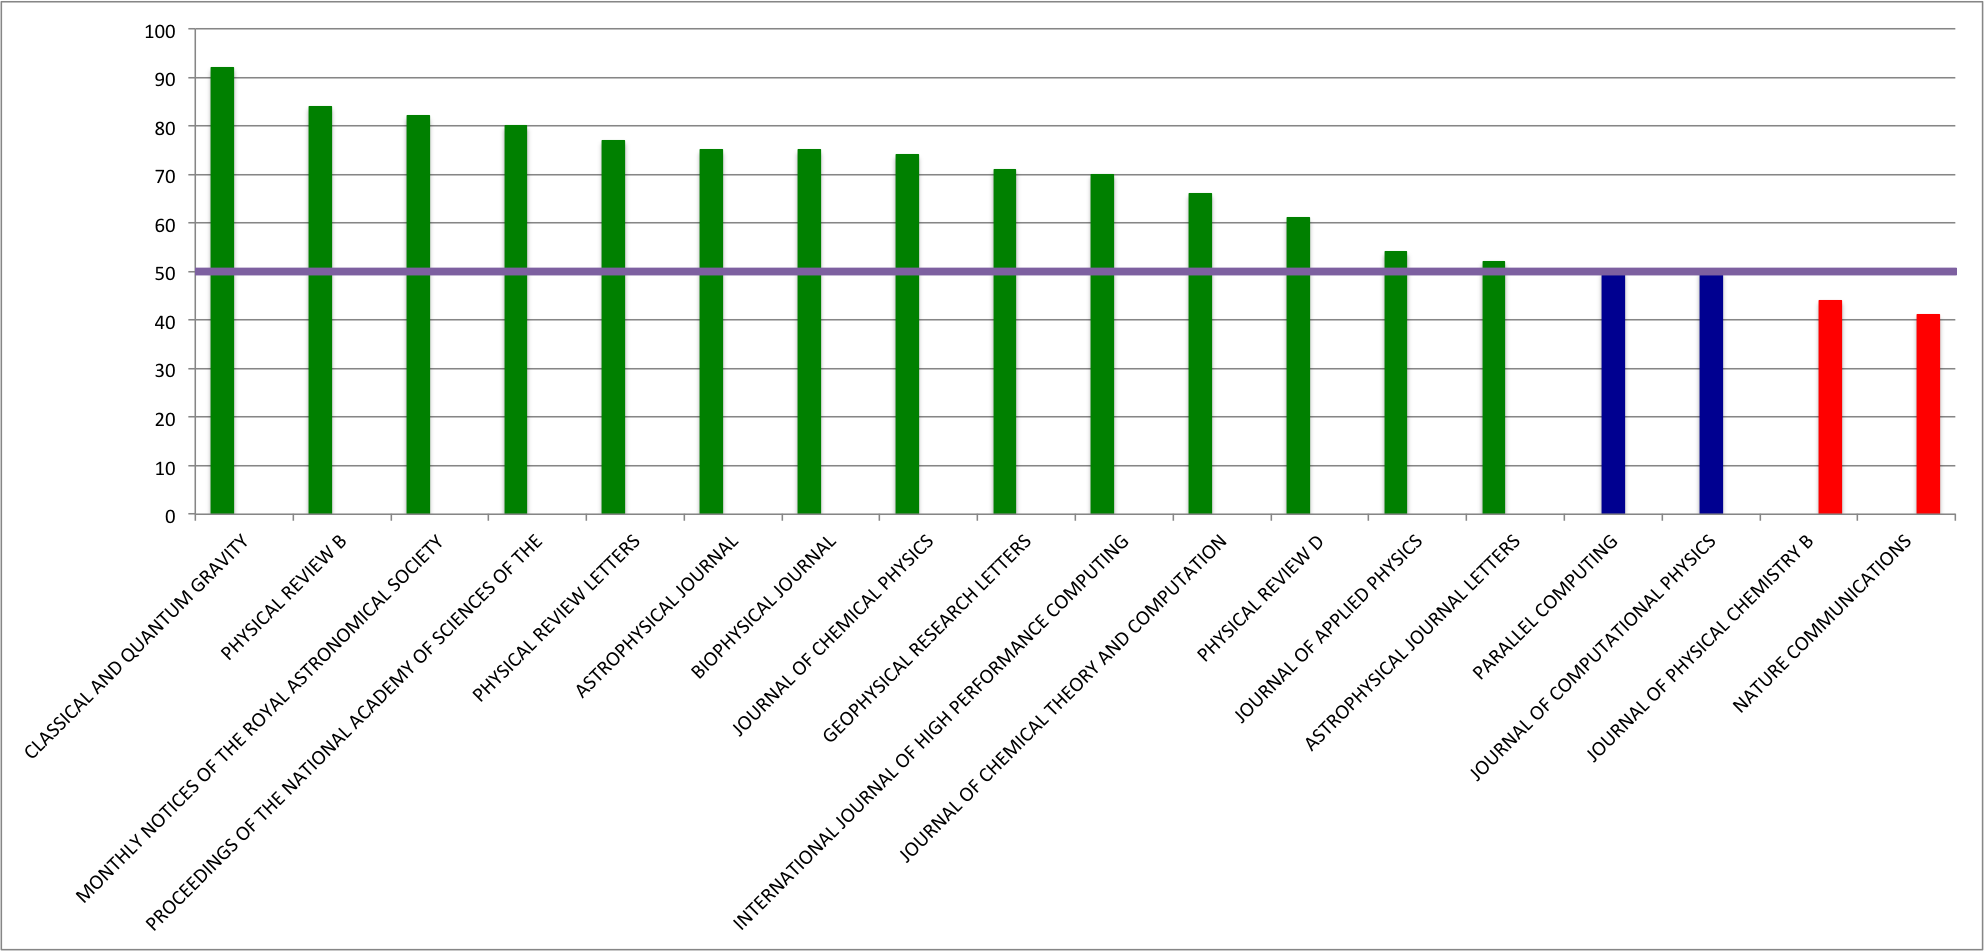 100
90
80
70
60
50
40
30
20
10
0
CLASSICAL AND QUANTUM GRAVITY
PHYSICAL REVIEW B
MONTHLY NOTICES OF THE ROYAL ASTRONOMICAL SOCIETY
PROCEEDINGS OF THE NATIONAL ACADEMY OF SCIENCES OF THE
PHYSICAL REVIEW LETTERS
ASTROPHYSICAL JOURNAL
BIOPHYSICAL JOURNAL
JOURNAL OF CHEMICAL PHYSICS
GEOPHYSICAL RESEARCH LETTERS
INTERNATIONAL JOURNAL OF HIGH PERFORMANCE COMPUTING
JOURNAL OF CHEMICAL THEORY AND COMPUTATION
PHYSICAL REVIEW D
JOURNAL OF APPLIED PHYSICS
ASTROPHYSICAL JOURNAL LETTERS
PARALLEL COMPUTING
JOURNAL OF COMPUTATIONAL PHYSICS
JOURNAL OF PHYSICAL CHEMISTRY B
NATURE COMMUNICATIONS